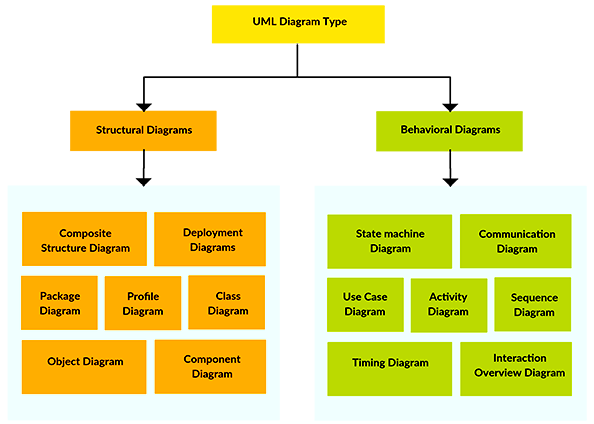 UML Diagram Type
Structural Diagrams
Behavioral Diagrams
Composite
Structure Diagram
Deployment
Diagrams
Package
Diagram
Profile
Diagram
Class
Diagram
Object Diagram
Component
Diagram
State machine
Diagram
Communication
Diagram
Use Case
Diagram
Activity
Diagram
Sequence
Diagram
Timing Diagram
Interaction
Overview Diagram